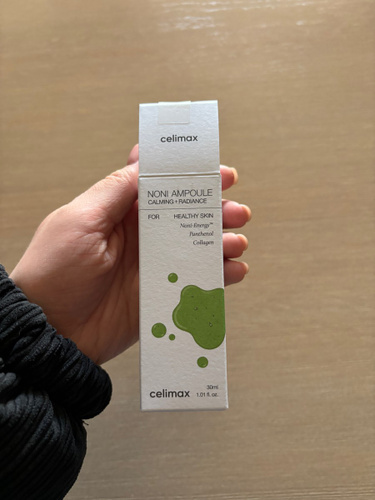 celimax
NONI AMPOULE
CALMING + RADIANCE
FOR HEALTHY SKIN
Noni-Energy™
Panthenol
Collagen
celimax
30ml
1.01 fl. oz.